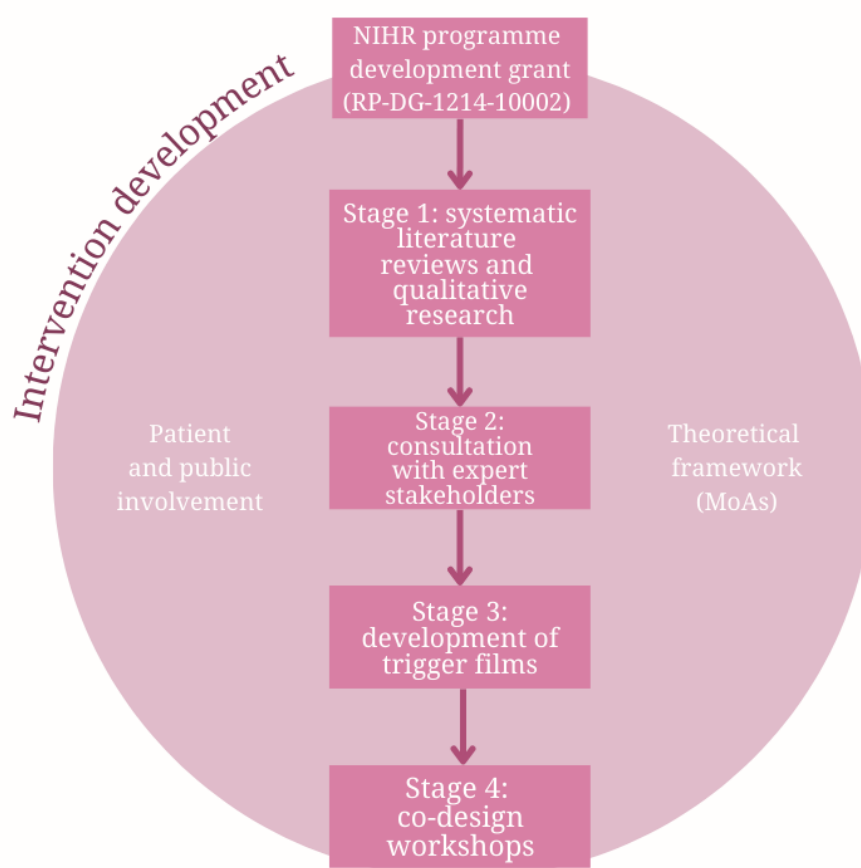 NIHR programme
development grant
(RP-DG-1214-10002)
Intervention development
Stage 1: systematic
literature
reviews and
qualitative
research
Stage 2:
consultation
with expert
stakeholders
Patient
and public
involvement
Theoretical
framework
(MoAs)
Stage 3:
development of
trigger films
Stage 4:
co-design
workshops